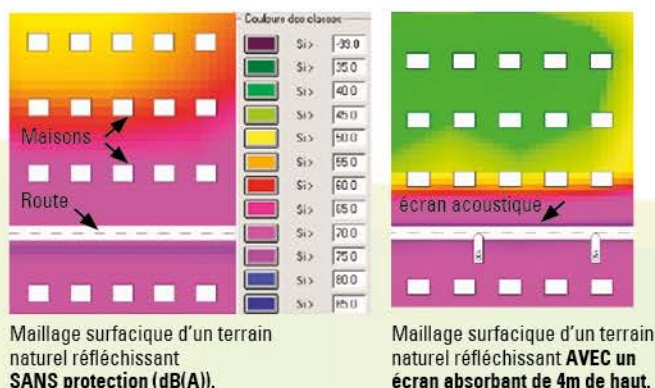 Couleurs des classes
Si> -99.0
Si> 35.0
Si> 40.0
Si> 45.0
Si> 50.0
Si> 55.0
Si> 60.0
Si> 65.0
Si> 70.0
Si> 75.0
Si> 80.0
Si> 85.0
Maisons
Route
écran acoustique
Maillage surfacique d'un terrain
naturel réfléchissant
SANS protection (dB(A)).
Maillage surfacique d'un terrain
naturel réfléchissant AVEC un
écran absorbant de 4m de haut.